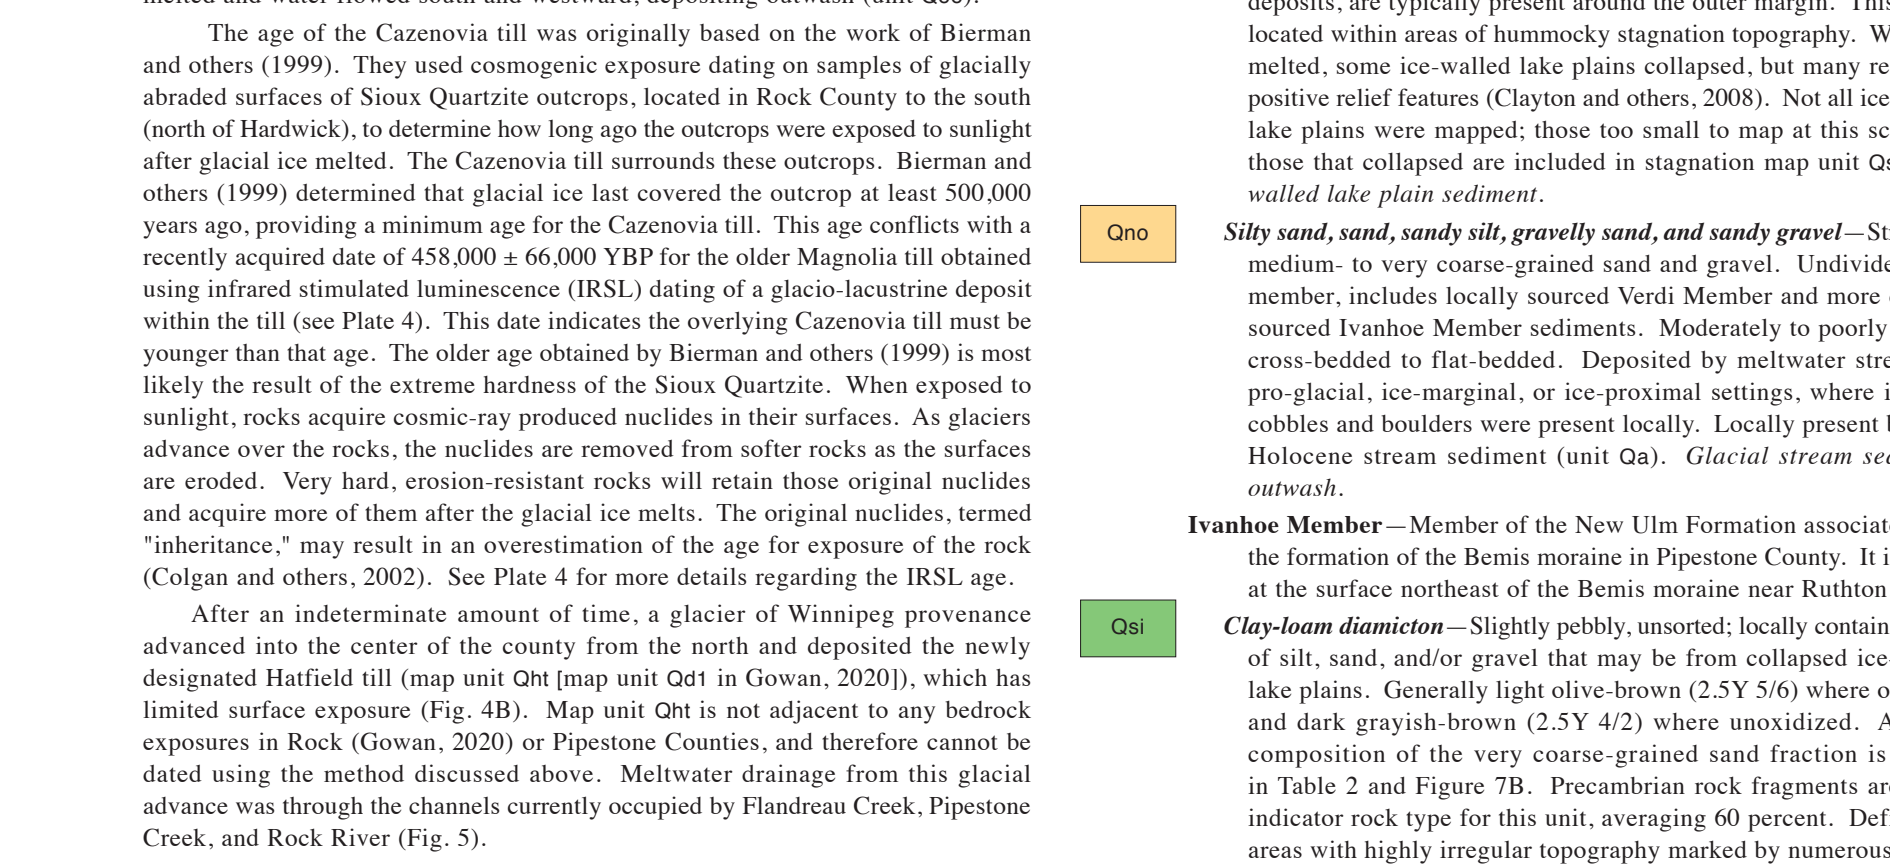 The age of the Cazenovia till was originally based on the work of Bierman
and others (1999). They used cosmogenic exposure dating on samples of glacially
abraded surfaces of Sioux Quartzite outcrops, located in Rock County to the south
(north of Hardwick), to determine how long ago the outcrops were exposed to sunlight
after glacial ice melted. The Cazenovia till surrounds these outcrops. Bierman and
others (1999) determined that glacial ice last covered the outcrop at least 500,000
years ago, providing a minimum age for the Cazenovia till. This age conflicts with a
recently acquired date of 458,000 ± 66,000 YBP for the older Magnolia till obtained
using infrared stimulated luminescence (IRSL) dating of a glacio-lacustrine deposit
within the till (see Plate 4). This date indicates the overlying Cazenovia till must be
younger than that age. The older age obtained by Bierman and others (1999) is most
likely the result of the extreme hardness of the Sioux Quartzite. When exposed to
sunlight, rocks acquire cosmic-ray produced nuclides in their surfaces. As glaciers
advance over the rocks, the nuclides are removed from softer rocks as the surfaces
are eroded. Very hard, erosion-resistant rocks will retain those original nuclides
and acquire more of them after the glacial ice melts. The original nuclides, termed
"inheritance," may result in an overestimation of the age for exposure of the rock
(Colgan and others, 2002). See Plate 4 for more details regarding the IRSL age.
After an indeterminate amount of time, a glacier of Winnipeg provenance
advanced into the center of the county from the north and deposited the newly
designated Hatfield till (map unit Qht [map unit Qd1 in Gowan, 2020]), which has
limited surface exposure (Fig. 4B). Map unit Qht is not adjacent to any bedrock
exposures in Rock (Gowan, 2020) or Pipestone Counties, and therefore cannot be
dated using the method discussed above. Meltwater drainage from this glacial
advance was through the channels currently occupied by Flandreau Creek, Pipestone
Creek, and Rock River (Fig. 5).
deposits, are typically present around the outer margin. This
located within areas of hummocky stagnation topography. W
melted, some ice-walled lake plains collapsed, but many re
positive relief features (Clayton and others, 2008). Not all ice
lake plains were mapped; those too small to map at this sc
those that collapsed are included in stagnation map unit Qs
walled lake plain sediment.
Qno
Silty sand, sand, sandy silt, gravelly sand, and sandy gravel—St
medium- to very coarse-grained sand and gravel. Undivide
member, includes locally sourced Verdi Member and more
sourced Ivanhoe Member sediments. Moderately to poorly
cross-bedded to flat-bedded. Deposited by meltwater stre
pro-glacial, ice-marginal, or ice-proximal settings, where i
cobbles and boulders were present locally. Locally present b
Holocene stream sediment (unit Qa). Glacial stream sed
outwash.
Ivanhoe Member—Member of the New Ulm Formation associat
the formation of the Bemis moraine in Pipestone County. It i
at the surface northeast of the Bemis moraine near Ruthton
Qsi
Clay-loam diamicton—Slightly pebbly, unsorted; locally contain
of silt, sand, and/or gravel that may be from collapsed ice-
lake plains. Generally light olive-brown (2.5Y 5/6) where o
and dark grayish-brown (2.5Y 4/2) where unoxidized. A
composition of the very coarse-grained sand fraction is
in Table 2 and Figure 7B. Precambrian rock fragments are
indicator rock type for this unit, averaging 60 percent. Def
areas with highly irregular topography marked by numerous